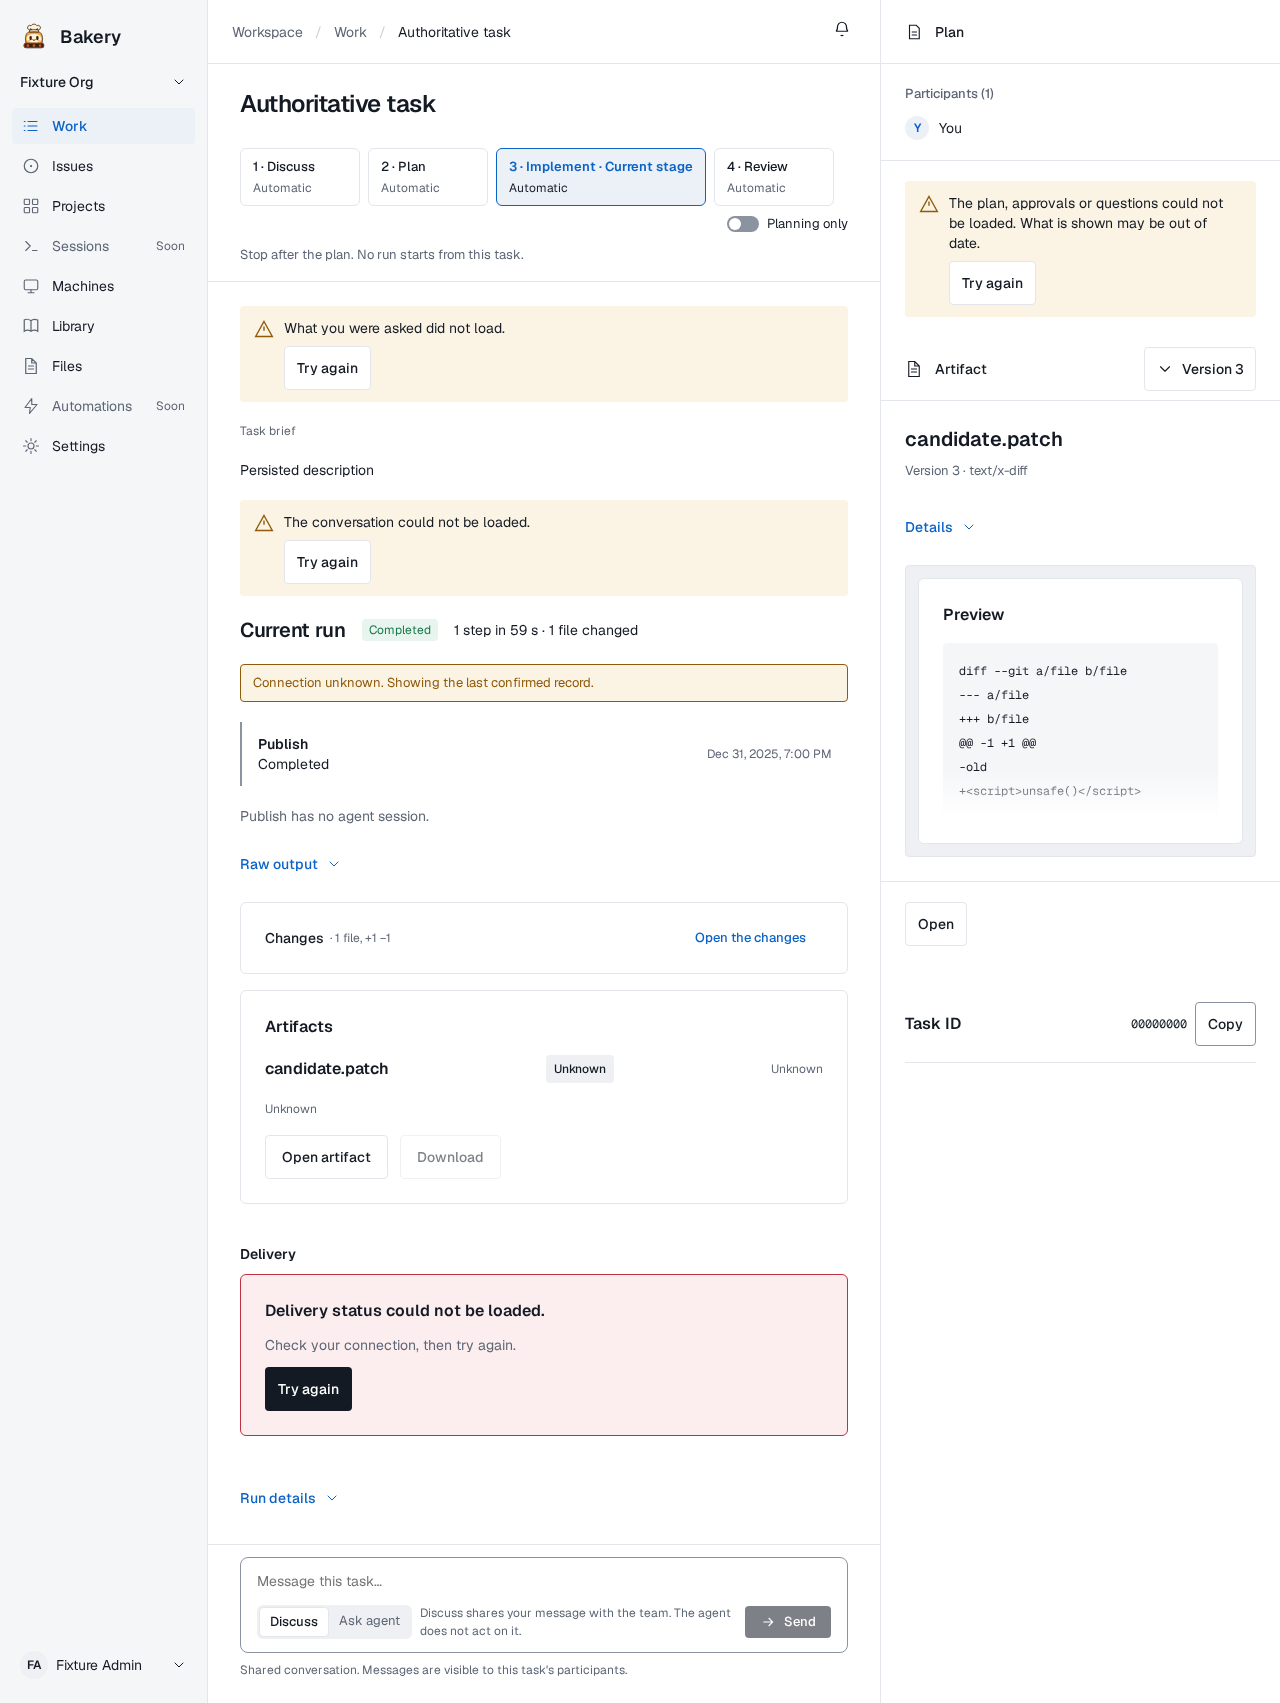 Bakery
Fixture Org
Work
Issues
Projects
Sessions Soon
Machines
Library
Files
Automations Soon
Settings
FA Fixture Admin
Workspace / Work / Authoritative task
Authoritative task
1 · Discuss
Automatic
2 · Plan
Automatic
3 · Implement · Current stage
Automatic
4 · Review
Automatic
Planning only
Stop after the plan. No run starts from this task.
What you were asked did not load.
Try again
Task brief
Persisted description
The conversation could not be loaded.
Try again
Current run Completed 1 step in 59 s · 1 file changed
Connection unknown. Showing the last confirmed record.
Publish
Completed
Dec 31, 2025, 7:00 PM
Publish has no agent session.
Raw output
Changes · 1 file, +1 −1 Open the changes
Artifacts
candidate.patch Unknown Unknown
Unknown
Open artifact Download
Delivery
Delivery status could not be loaded.
Check your connection, then try again.
Try again
Run details
Message this task…
Discuss Ask agent
Discuss shares your message with the team. The agent
does not act on it.
Send
Shared conversation. Messages are visible to this task's participants.
Plan
Participants (1)
Y You
The plan, approvals or questions could not
be loaded. What is shown may be out of
date.
Try again
Artifact Version 3
candidate.patch
Version 3 · text/x-diff
Details
Preview
diff --git a/file b/file
--- a/file
+++ b/file
@@ -1 +1 @@
-old
+<script>unsafe()</script>
Open
Task ID 00000000 Copy